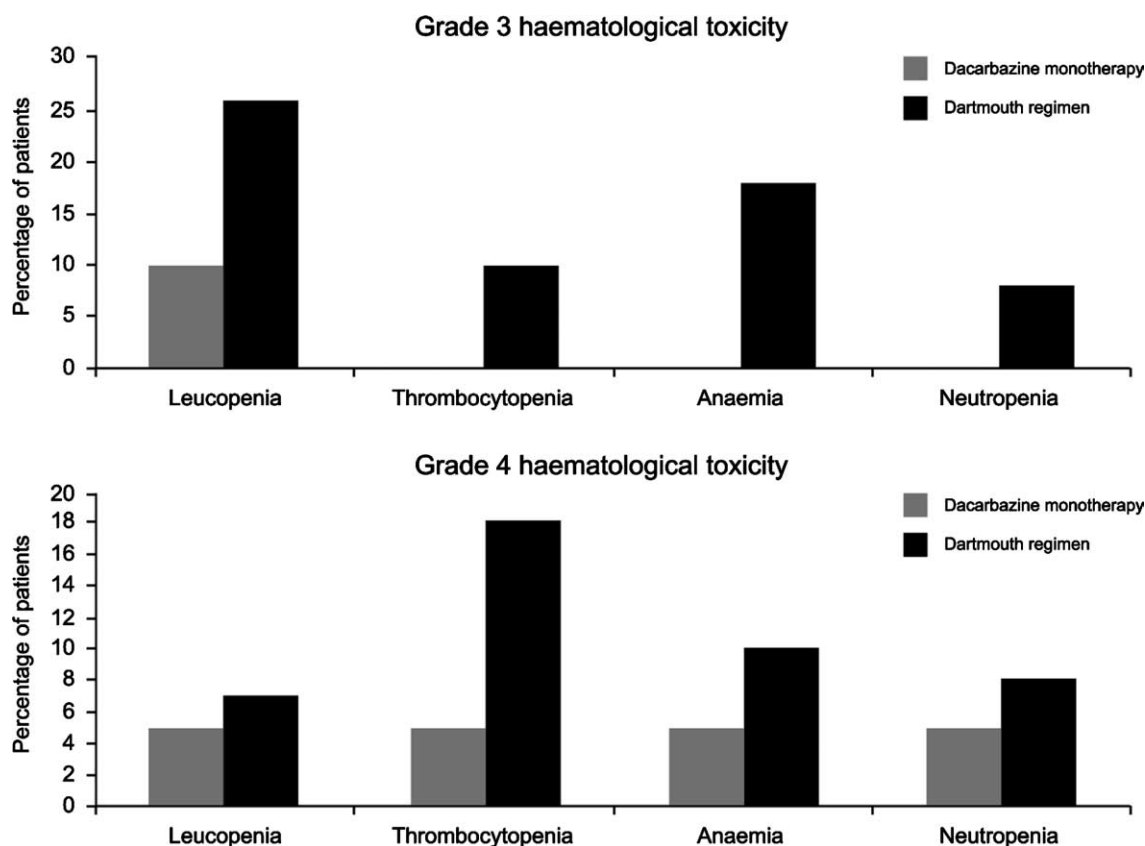 Grade 3 haematological toxicity
Dacarbazine monotherapy
Dartmouth regimen
Percentage of patients
30
25
20
15
10
5
0
Leucopenia Thrombocytopenia Anaemia Neutropenia
Grade 4 haematological toxicity
Dacarbazine monotherapy
Dartmouth regimen
Percentage of patients
20
18
16
14
12
10
8
6
4
2
0
Leucopenia Thrombocytopenia Anaemia Neutropenia